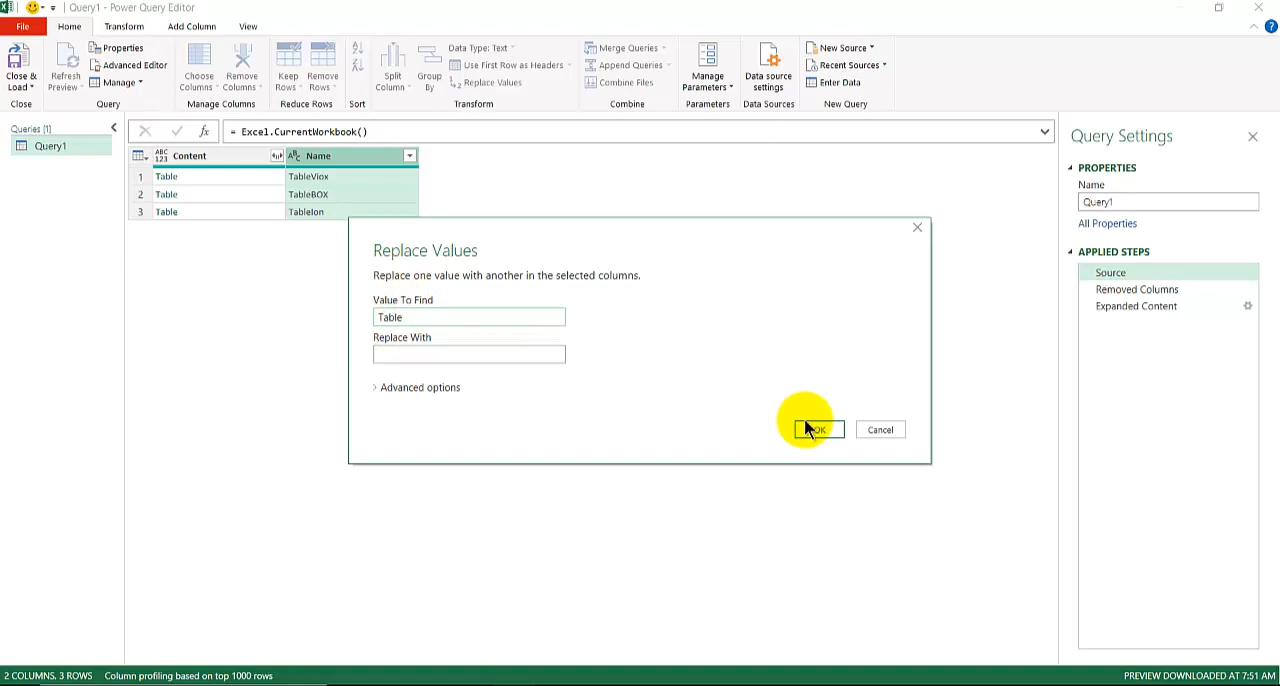 Query1 - Power Query Editor
File Home Transform Add Column View
Close & Load
Close
Refresh Preview
Properties
Advanced Editor
Manage
Query
Choose Columns
Remove Columns
Manage Columns
Keep Rows
Remove Rows
Reduce Rows
Sort
Split Column
Group By
Data Type: Text
Use First Row as Headers
Replace Values
Transform
Merge Queries
Append Queries
Combine Files
Combine
Manage Parameters
Parameters
Data source settings
Data Sources
New Source
Recent Sources
Enter Data
New Query
Queries [1]
Query1
fx = Excel.CurrentWorkbook()
ABC 123 Content ABC Name
1 Table TableViox
2 Table TableBOX
3 Table TableIon
Replace Values
Replace one value with another in the selected columns.
Value To Find
Table
Replace With
Advanced options
OK Cancel
Query Settings
PROPERTIES
Name
Query1
All Properties
APPLIED STEPS
Source
Removed Columns
Expanded Content
2 COLUMNS, 3 ROWS Column profiling based on top 1000 rows
PREVIEW DOWNLOADED AT 7:51 AM